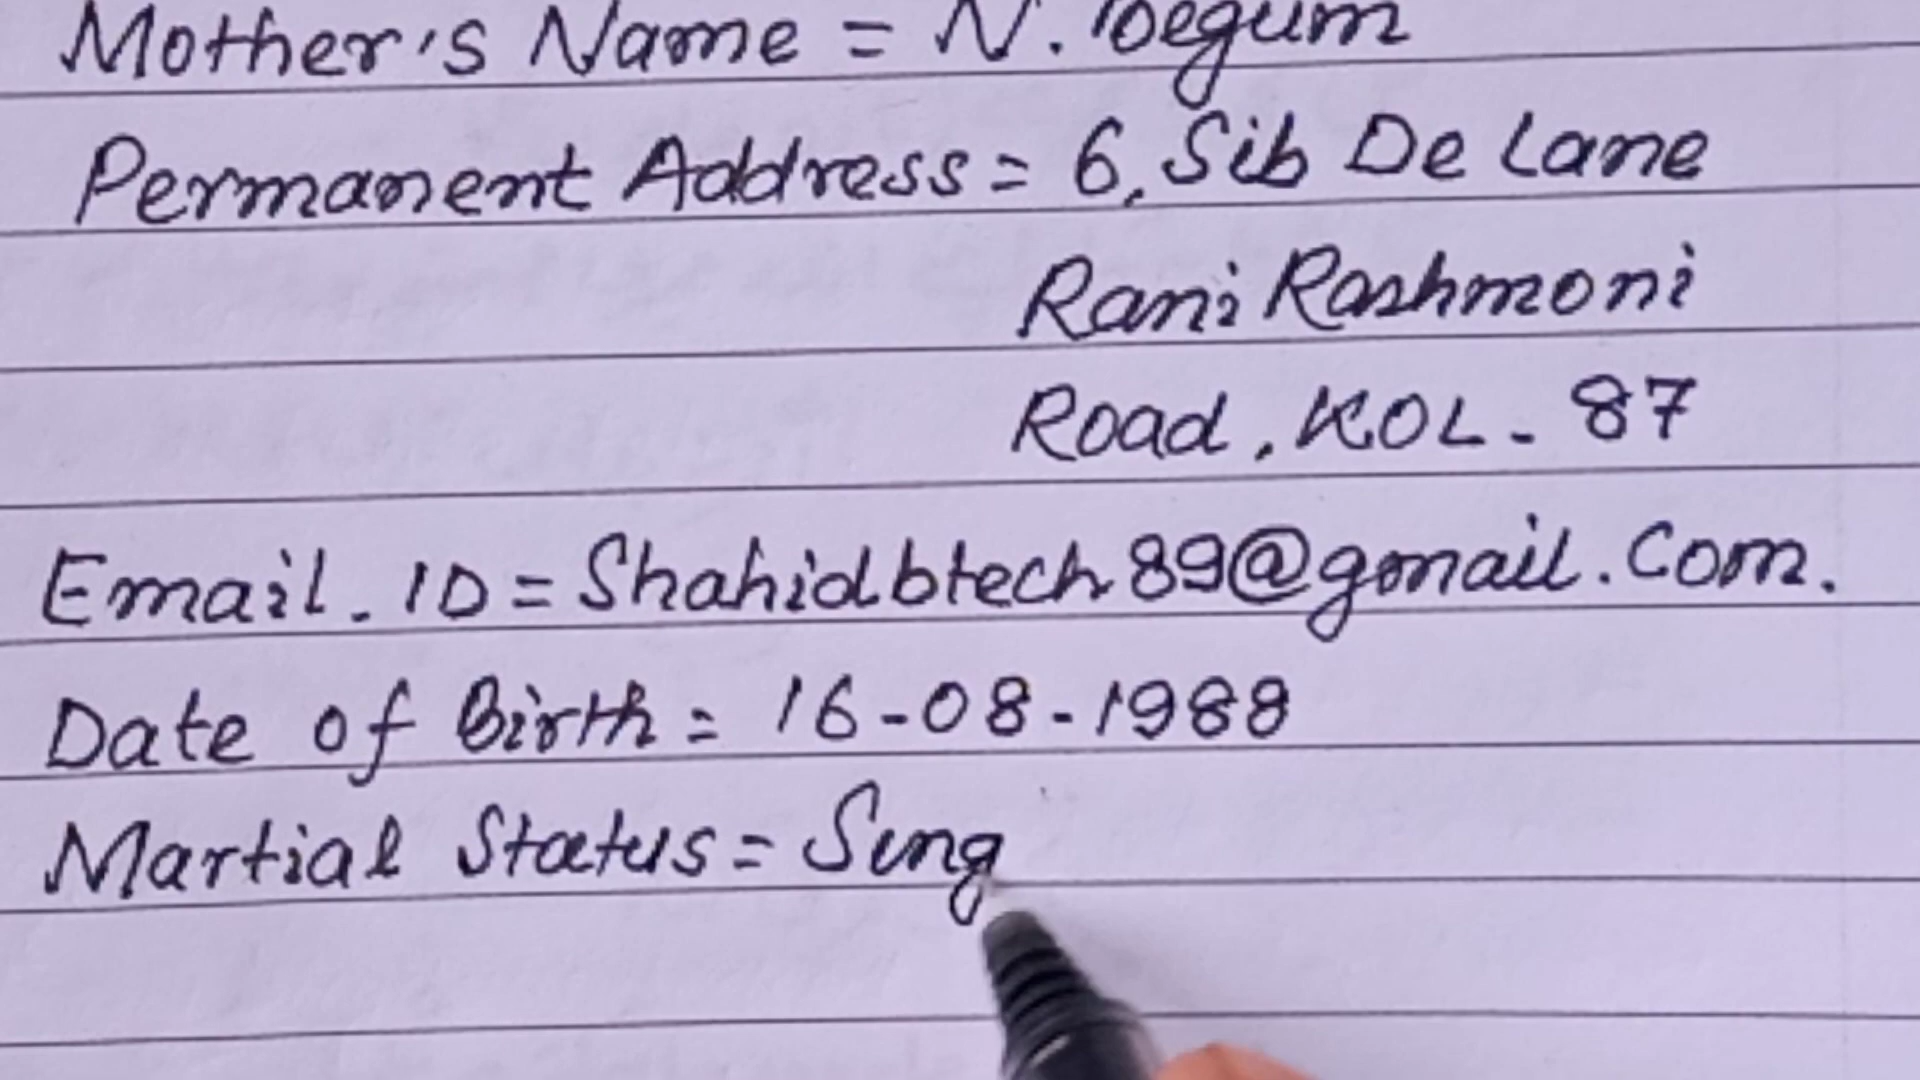 Mother's Name = N. Begum
Permanent Address = 6, Sib De Lane
Rani Rashmoni
Road, KOL - 87
Email. ID = Shahidbtech89@gmail.com.
Date of Birth = 16-08-1988
Martial Status = Sing